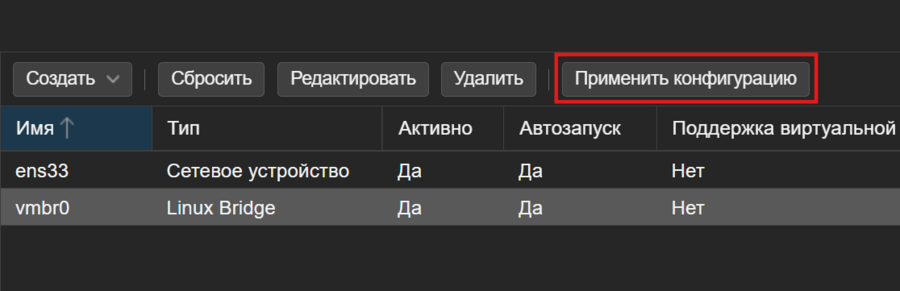 Создать Сбросить Редактировать Удалить Применить конфигурацию
Имя Тип Активно Автозапуск Поддержка виртуальной
ens33 Сетевое устройство Да Да Нет
vmbr0 Linux Bridge Да Да Нет